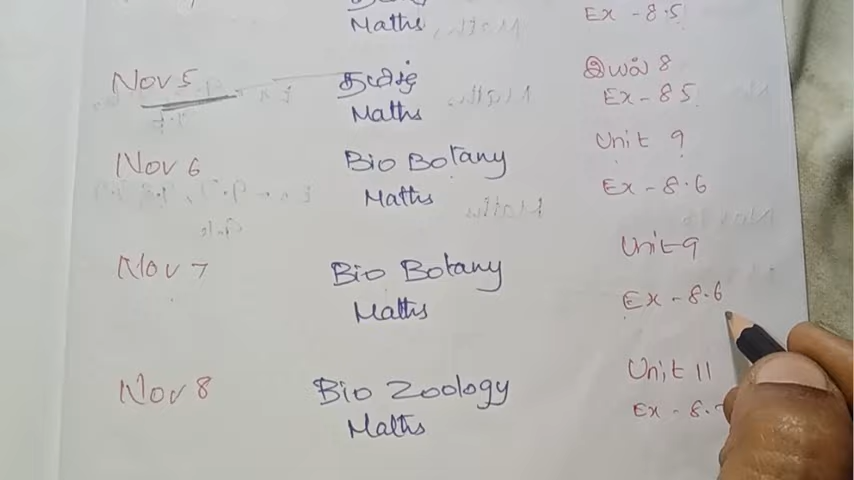 Maths Ex - 8.5
Nov 5 தமிழ் இயல் 8
Maths Ex - 8.5
Nov 6 Bio Botany Unit 9
Maths Ex - 8.6
Nov 7 Bio Botany Unit 9
Maths Ex - 8.6
Nov 8 Bio Zoology Unit 11
Maths Ex - 8.